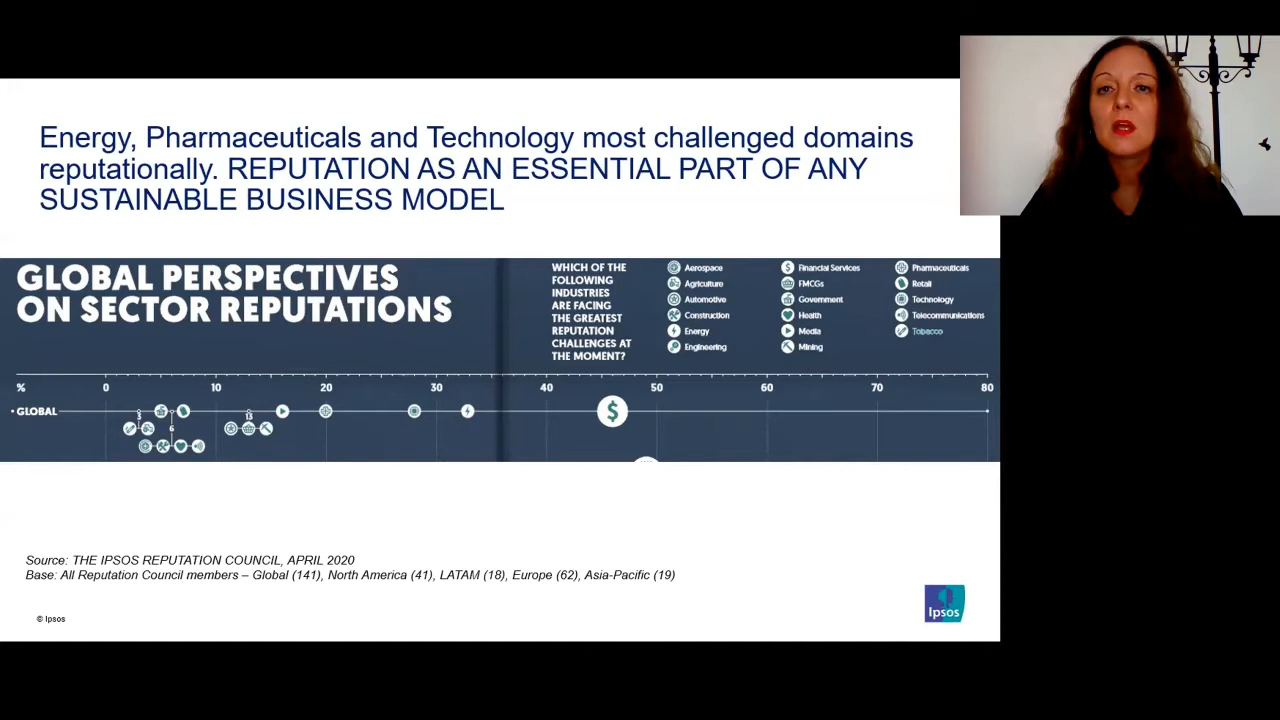 Energy, Pharmaceuticals and Technology most challenged domains
reputationally. REPUTATION AS AN ESSENTIAL PART OF ANY
SUSTAINABLE BUSINESS MODEL
GLOBAL PERSPECTIVES
ON SECTOR REPUTATIONS
WHICH OF THE
FOLLOWING
INDUSTRIES
ARE FACING
THE GREATEST
REPUTATION
CHALLENGES AT
THE MOMENT?
Aerospace
Agriculture
Automotive
Construction
Energy
Engineering
$ Financial Services
FMCGs
Government
Health
Media
Mining
Pharmaceuticals
Retail
Technology
Telecommunications
Tobacco
% 0 10 20 30 40 50 60 70 80
• GLOBAL
$
3
13
6
Source: THE IPSOS REPUTATION COUNCIL, APRIL 2020
Base: All Reputation Council members – Global (141), North America (41), LATAM (18), Europe (62), Asia-Pacific (19)
© Ipsos
Ipsos